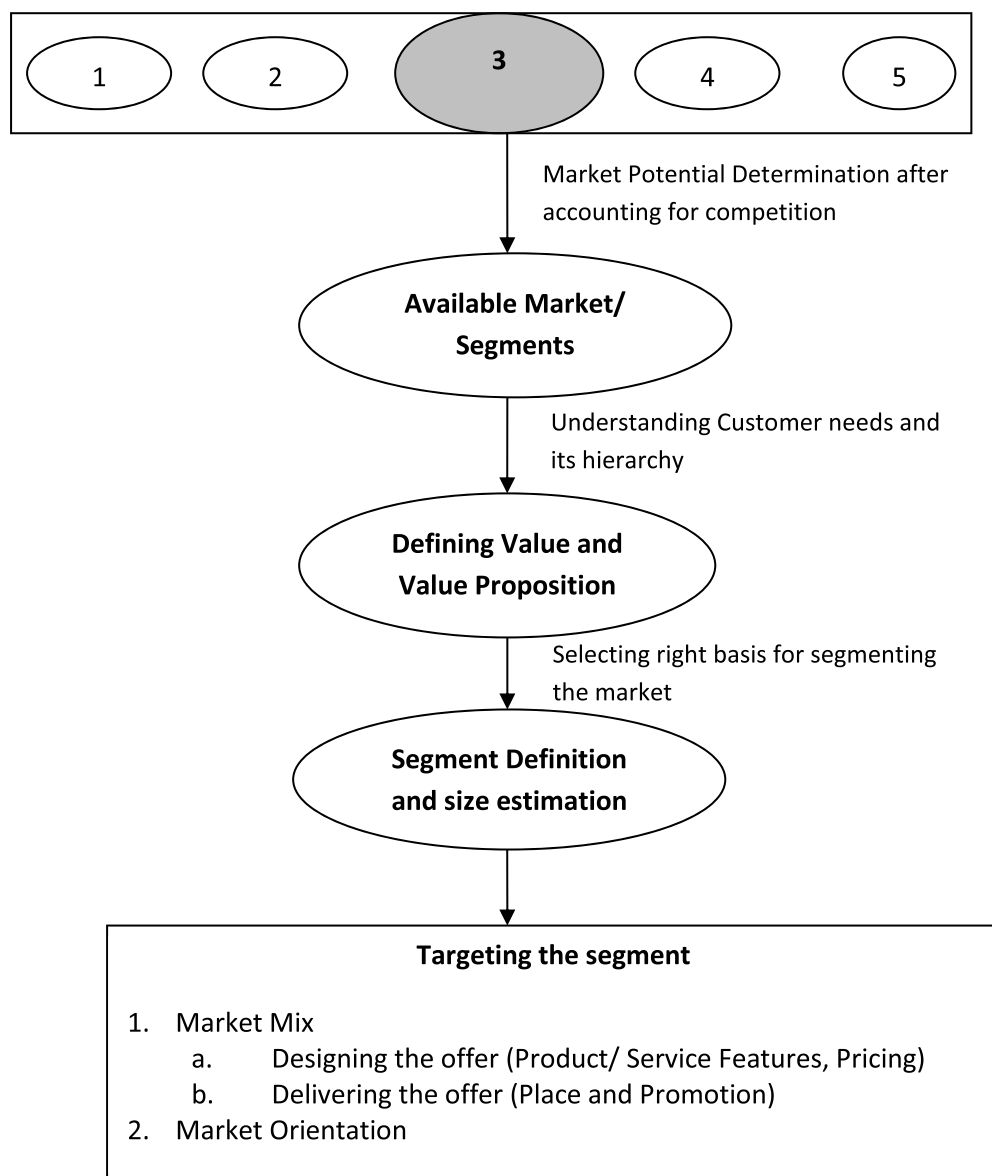 1 2 3 4 5
Market Potential Determination after
accounting for competition
Available Market/
Segments
Understanding Customer needs and
its hierarchy
Defining Value and
Value Proposition
Selecting right basis for segmenting
the market
Segment Definition
and size estimation
Targeting the segment
1. Market Mix
a. Designing the offer (Product/ Service Features, Pricing)
b. Delivering the offer (Place and Promotion)
2. Market Orientation